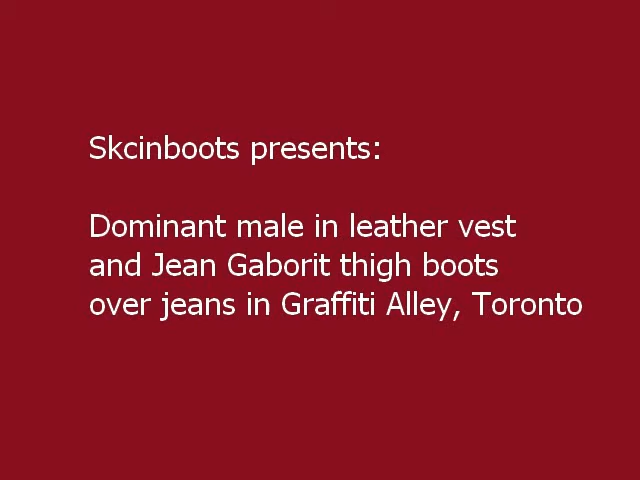 Skcinboots presents:
Dominant male in leather vest
and Jean Gaborit thigh boots
over jeans in Graffiti Alley, Toronto